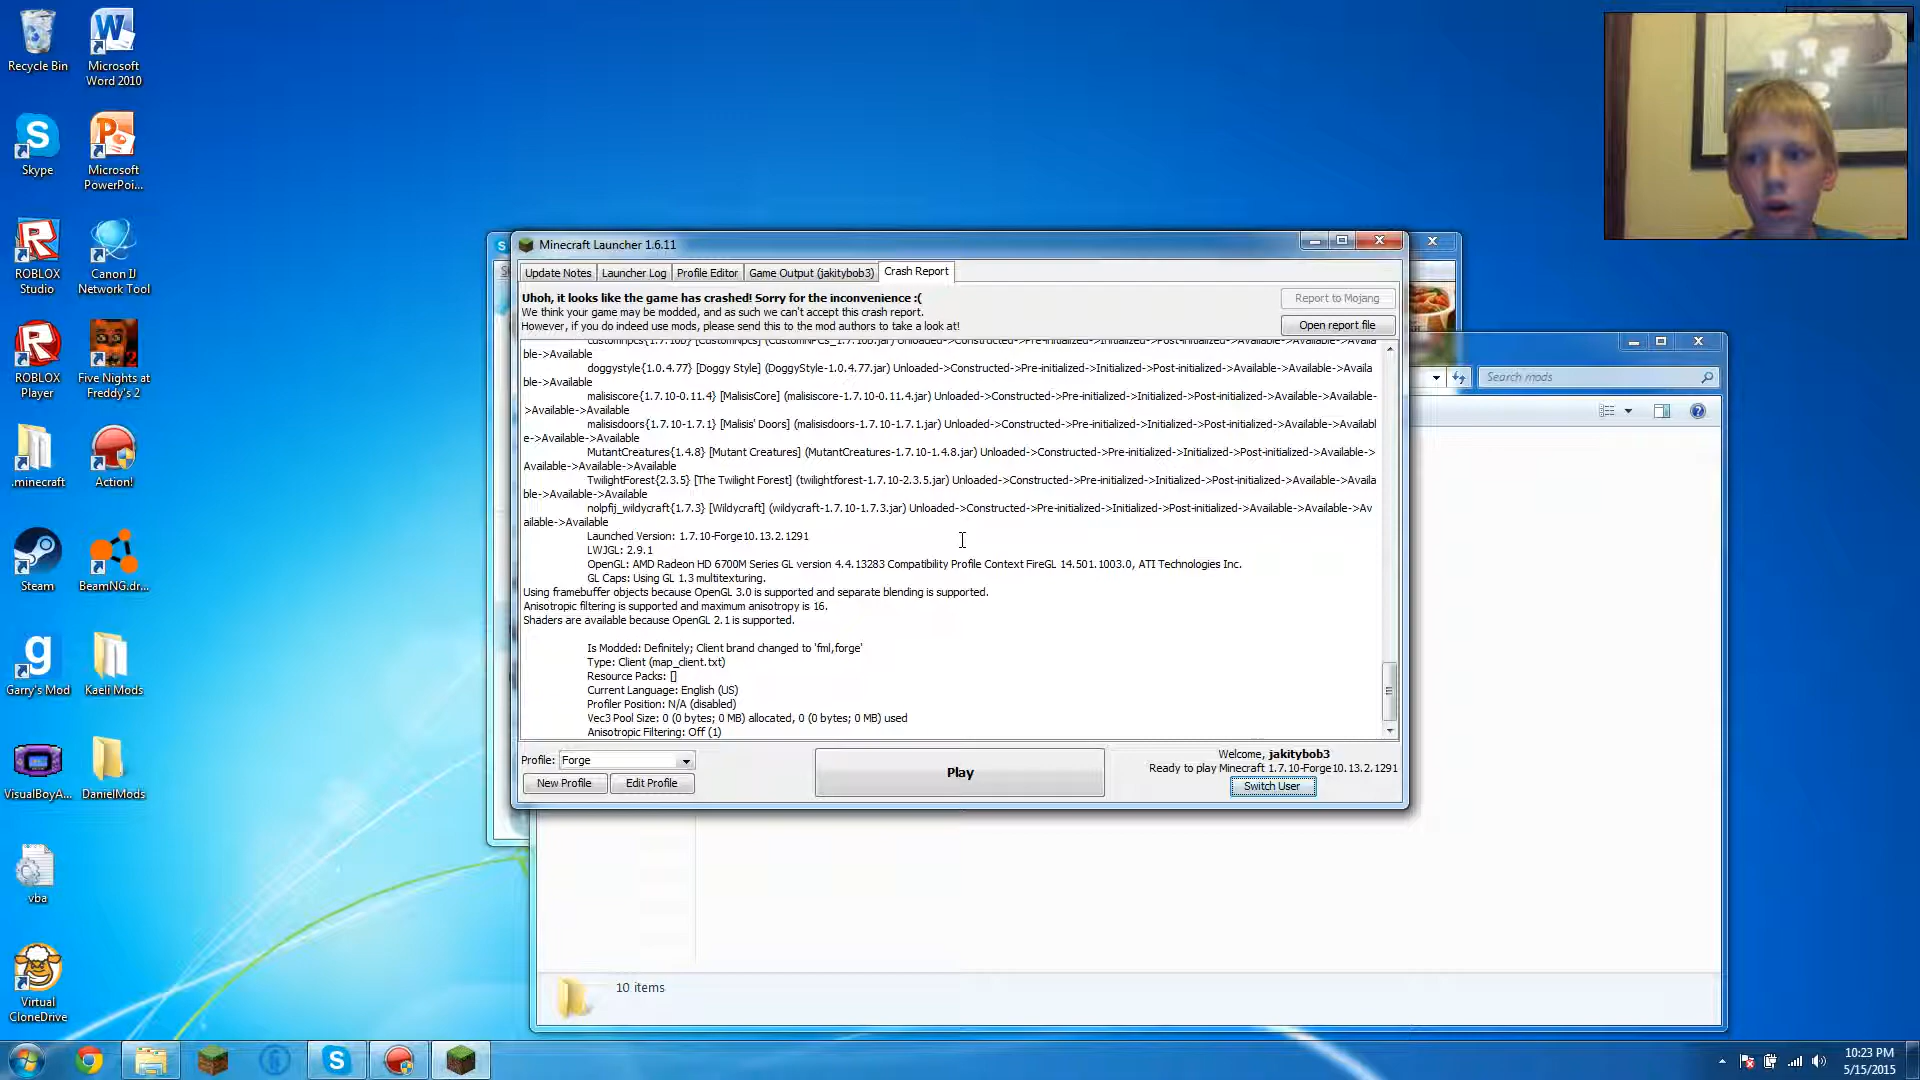 Recycle Bin
Microsoft
Word 2010
Skype
Microsoft
PowerPoi...
ROBLOX
Studio
Canon IJ
Network Tool
ROBLOX
Player
Five Nights at
Freddy's 2
.minecraft
Action!
Steam
BeamNG.dr...
Garry's Mod
Kaeli Mods
VisualBoyA...
DanielMods
vba
Virtual
CloneDrive
Minecraft Launcher 1.6.11
Update Notes
Launcher Log
Profile Editor
Game Output (jakitybob3)
Crash Report
Uhoh, it looks like the game has crashed! Sorry for the inconvenience :(
We think your game may be modded, and as such we can't accept this crash report.
However, if you do indeed use mods, please send this to the mod authors to take a look at!
Report to Mojang
Open report file
customnpcs{1.7.10b} [CustomNpcs] (CustomNPCs_1.7.10b.jar) Unloaded->Constructed->Pre-initialized->Initialized->Post-initialized->Available->Available->Availa
ble->Available
doggystyle{1.0.4.77} [Doggy Style] (DoggyStyle-1.0.4.77.jar) Unloaded->Constructed->Pre-initialized->Initialized->Post-initialized->Available->Available->Availa
ble->Available
malisiscore{1.7.10-0.11.4} [MalisisCore] (malisiscore-1.7.10-0.11.4.jar) Unloaded->Constructed->Pre-initialized->Initialized->Post-initialized->Available->Available-
>Available->Available
malisisdoors{1.7.10-1.7.1} [Malisis' Doors] (malisisdoors-1.7.10-1.7.1.jar) Unloaded->Constructed->Pre-initialized->Initialized->Post-initialized->Availabl
e->Available->Available
MutantCreatures{1.4.8} [Mutant Creatures] (MutantCreatures-1.7.10-1.4.8.jar) Unloaded->Constructed->Pre-initialized->Initialized->Post-initialized->
Available->Available->Available
TwilightForest{2.3.5} [The Twilight Forest] (twilightforest-1.7.10-2.3.5.jar) Unloaded->Constructed->Pre-initialized->Initialized->Post-initialized->Available->Availa
ble->Available->Available
nolpfij_wildycraft{1.7.3} [Wildycraft] (wildycraft-1.7.10-1.7.3.jar) Unloaded->Constructed->Pre-initialized->Initialized->Post-initialized->Available->Available->Av
ailable->Available
Launched Version: 1.7.10-Forge10.13.2.1291
LWJGL: 2.9.1
OpenGL: AMD Radeon HD 6700M Series GL version 4.4.13283 Compatibility Profile Context FireGL 14.501.1003.0, ATI Technologies Inc.
GL Caps: Using GL 1.3 multitexturing.
Using framebuffer objects because OpenGL 3.0 is supported and separate blending is supported.
Anisotropic filtering is supported and maximum anisotropy is 16.
Shaders are available because OpenGL 2.1 is supported.
Is Modded: Definitely; Client brand changed to 'fml,forge'
Type: Client (map_client.txt)
Resource Packs: []
Current Language: English (US)
Profiler Position: N/A (disabled)
Vec3 Pool Size: 0 (0 bytes; 0 MB) allocated, 0 (0 bytes; 0 MB) used
Anisotropic Filtering: Off (1)
Profile: Forge
New Profile
Edit Profile
Play
Welcome, jakitybob3
Ready to play Minecraft 1.7.10-Forge10.13.2.1291
Switch User
Search mods
10 items
10:23 PM
5/15/2015